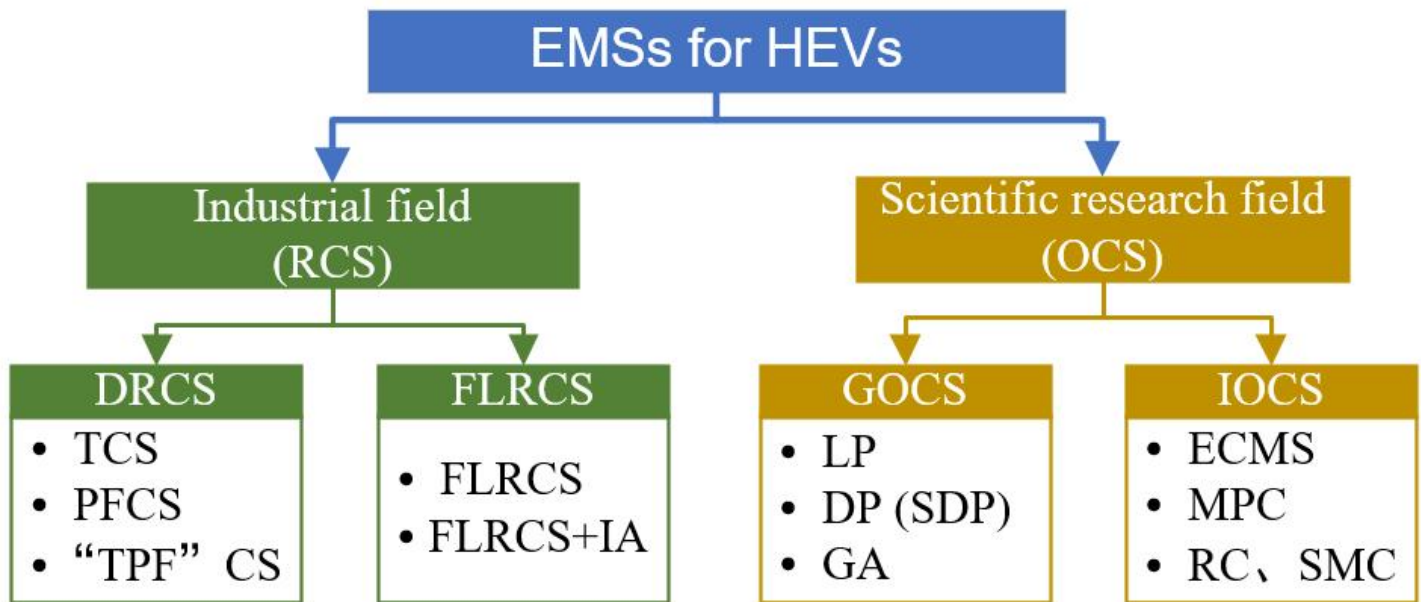 EMSs for HEVs
Industrial field
(RCS)
Scientific research field
(OCS)
DRCS
• TCS
• PFCS
• “TPF” CS
FLRCS
• FLRCS
• FLRCS+IA
GOCS
• LP
• DP (SDP)
• GA
IOCS
• ECMS
• MPC
• RC、SMC